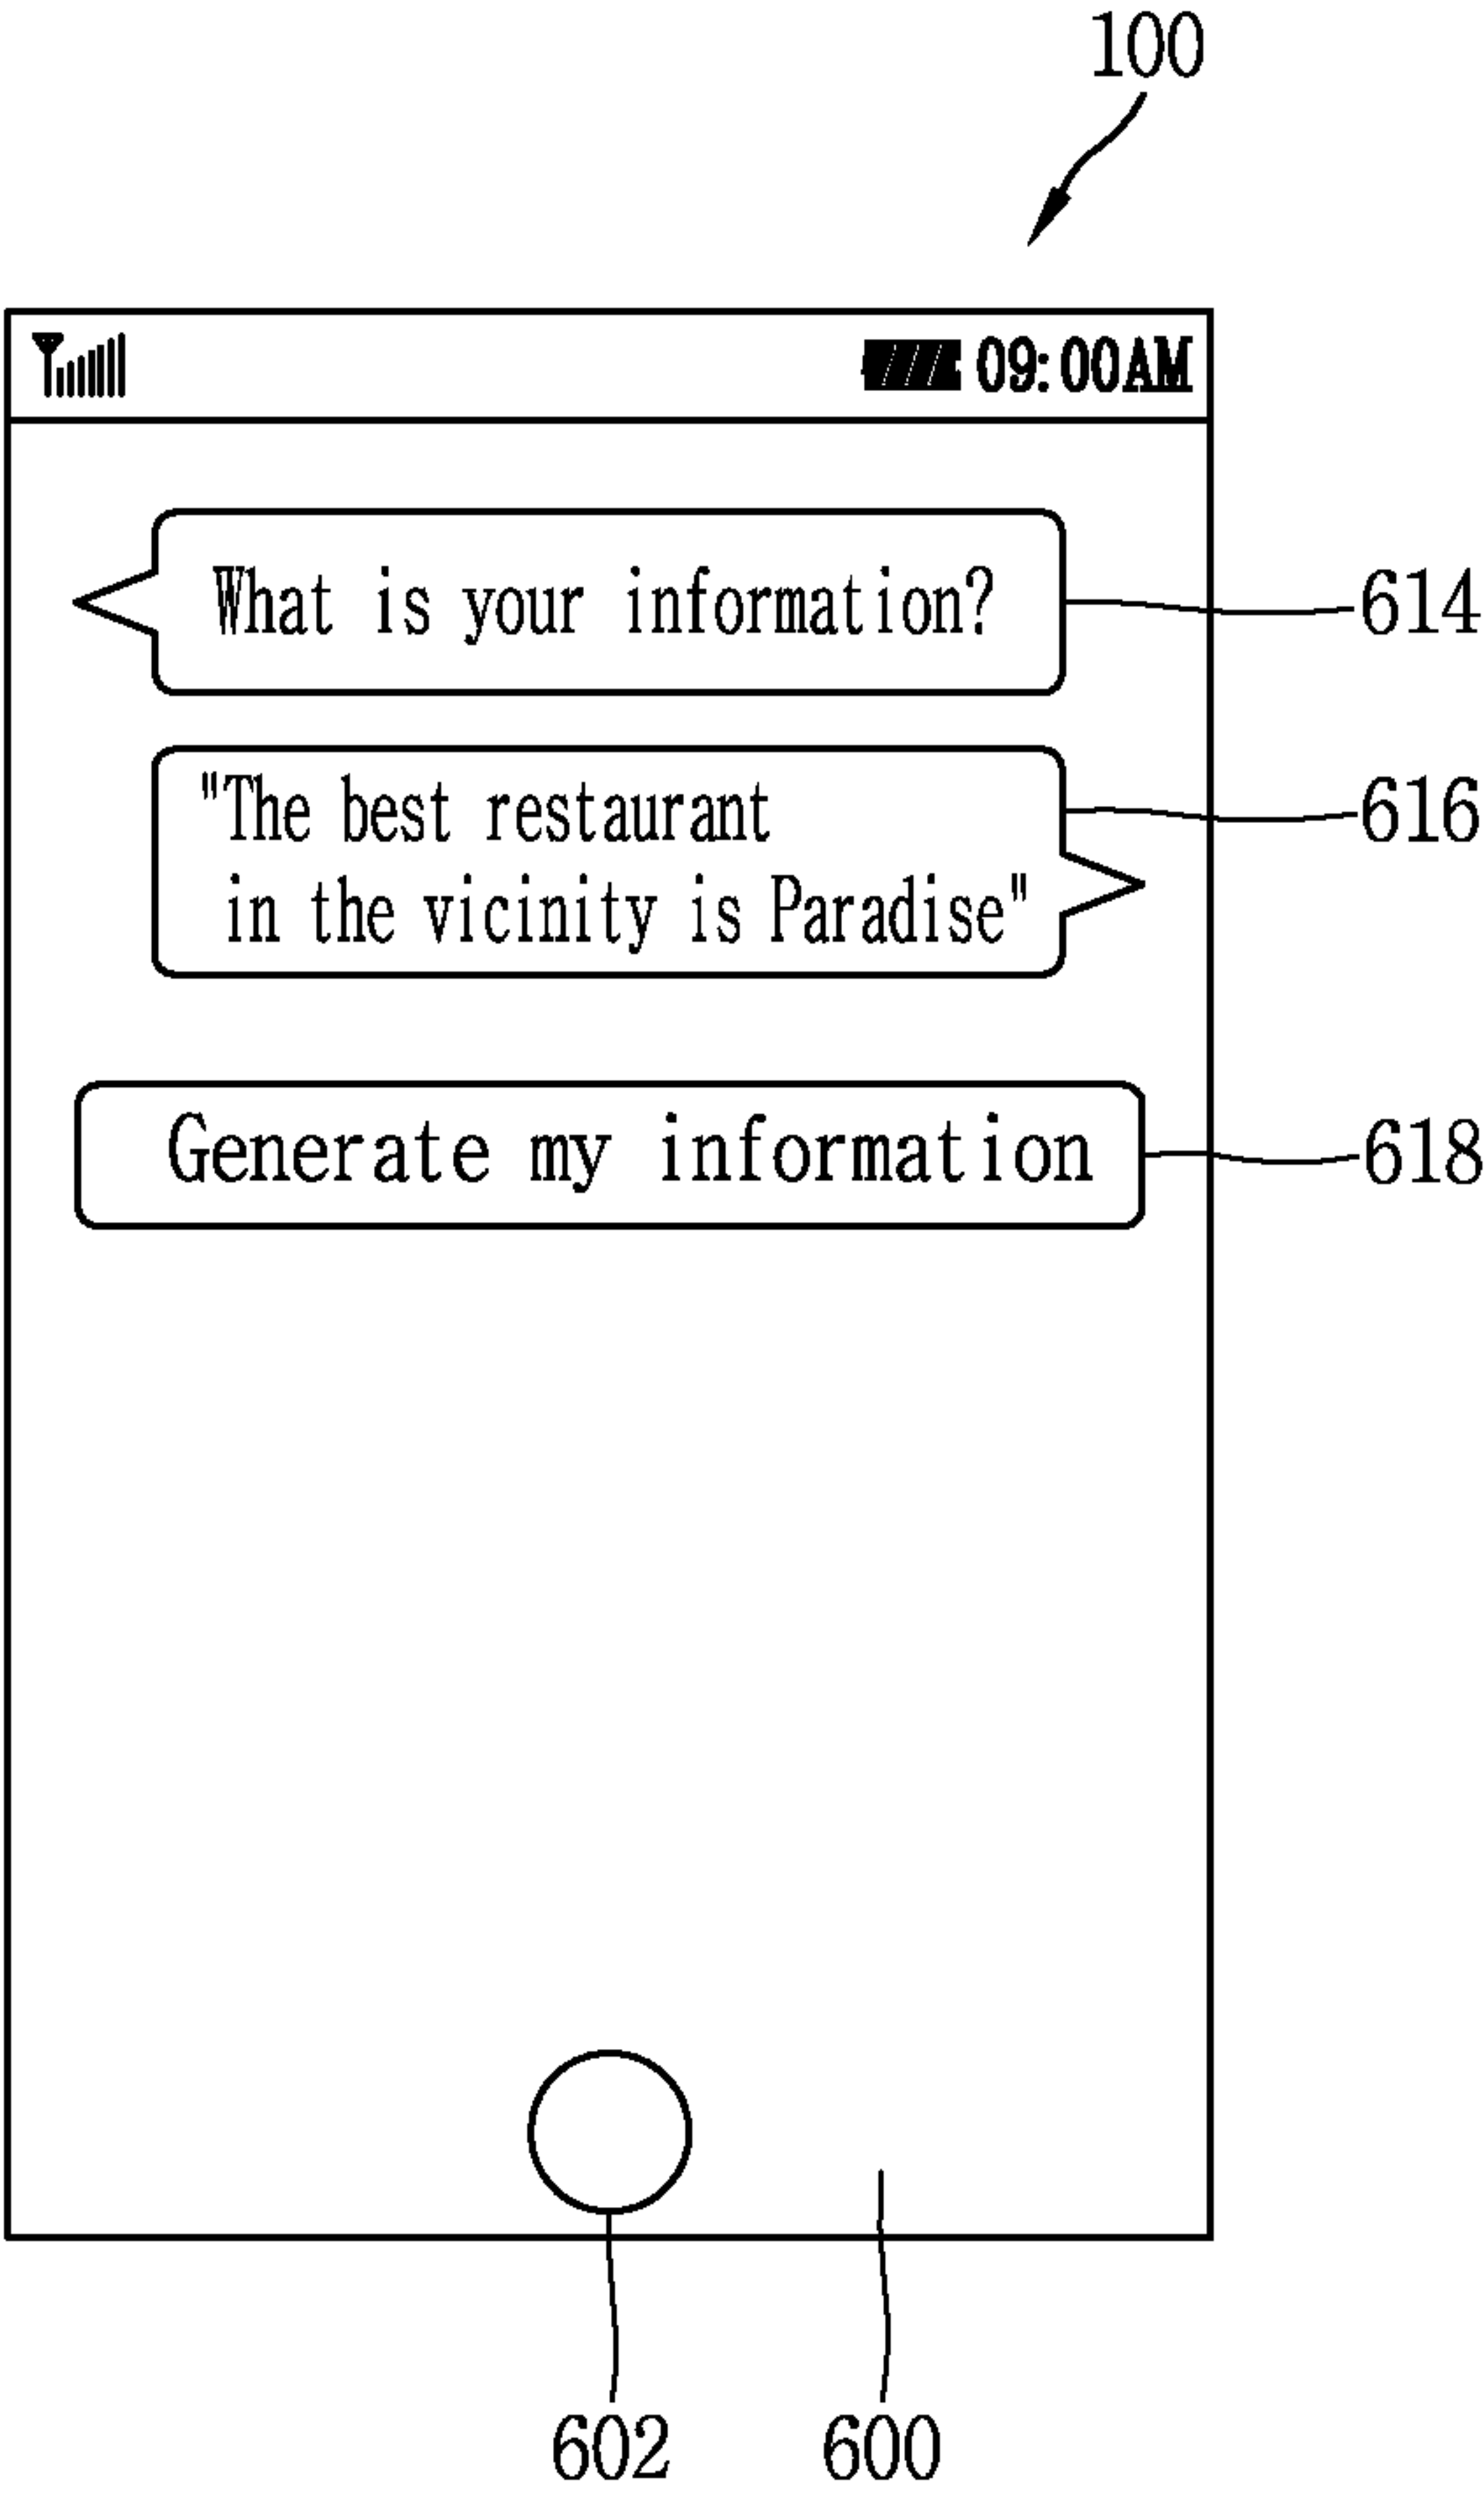 100
09:00AM
What is your information?
614
"The best restaurant
616
in the vicinity is Paradise"
Generate my information
618
602 600